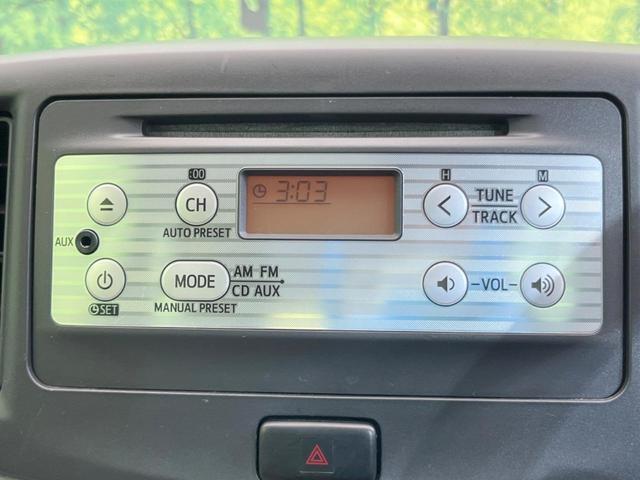 :00
H
M
3:03
CH
<
TUNE
TRACK
>
AUTO PRESET
AUX
MODE
AM FM
CD AUX
-VOL-
SET
MANUAL PRESET